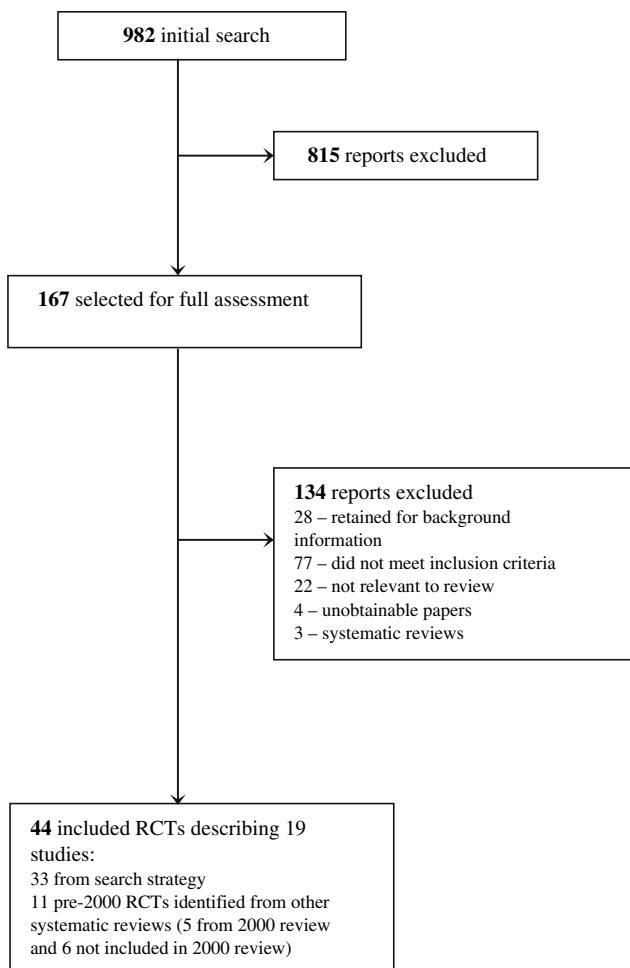 982 initial search
815 reports excluded
167 selected for full assessment
134 reports excluded
28 – retained for background
information
77 – did not meet inclusion criteria
22 – not relevant to review
4 – unobtainable papers
3 – systematic reviews
44 included RCTs describing 19
studies:
33 from search strategy
11 pre-2000 RCTs identified from other
systematic reviews (5 from 2000 review
and 6 not included in 2000 review)